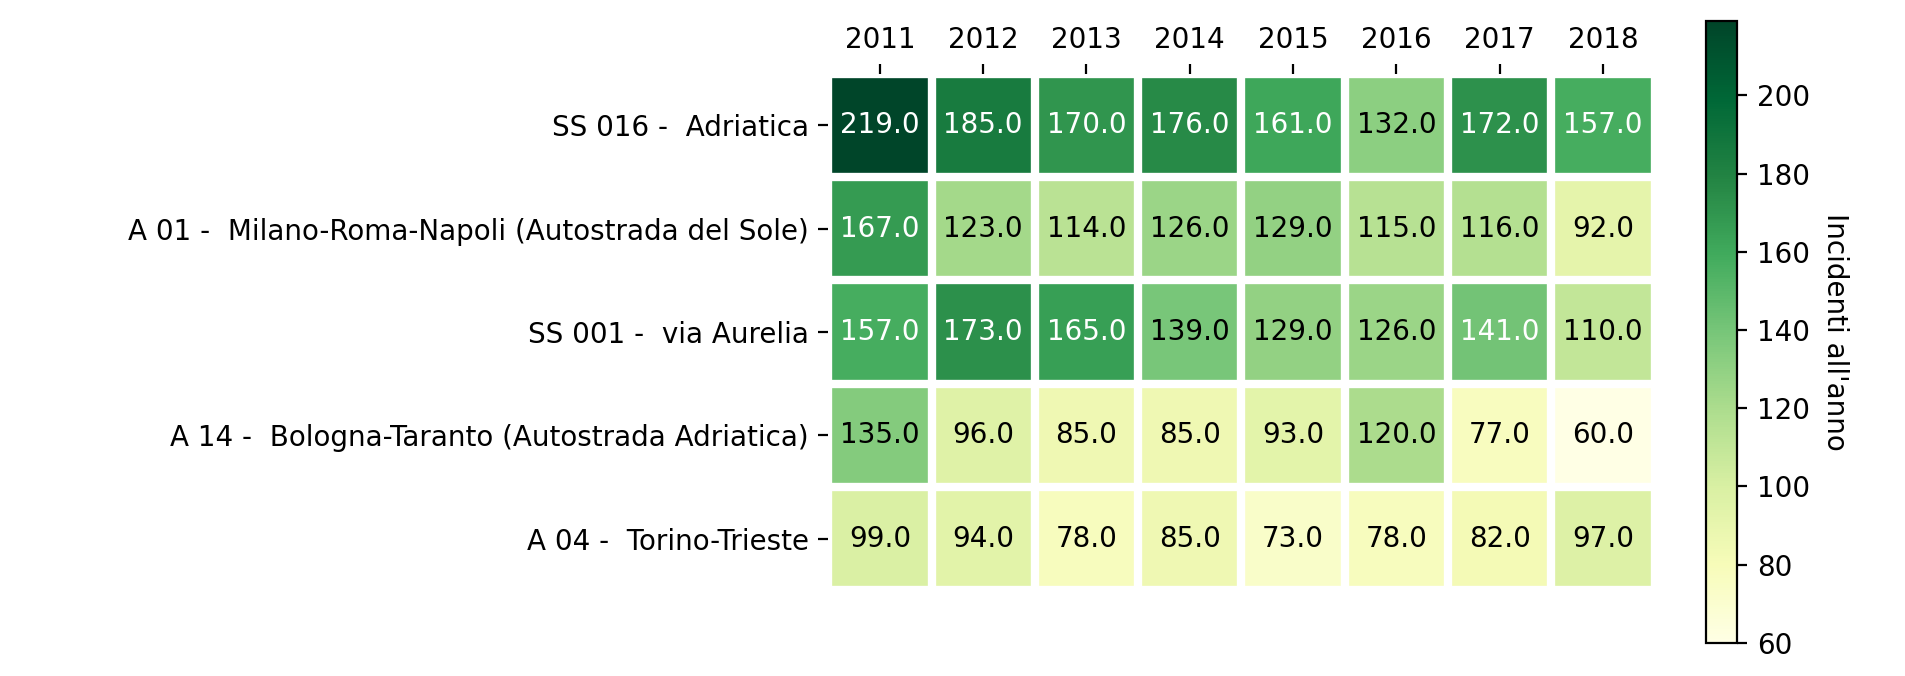 2011 2012 2013 2014 2015 2016 2017 2018
SS 016 -  Adriatica 219.0 185.0 170.0 176.0 161.0 132.0 172.0 157.0
A 01 -  Milano-Roma-Napoli (Autostrada del Sole) 167.0 123.0 114.0 126.0 129.0 115.0 116.0 92.0
SS 001 -  via Aurelia 157.0 173.0 165.0 139.0 129.0 126.0 141.0 110.0
A 14 -  Bologna-Taranto (Autostrada Adriatica) 135.0 96.0 85.0 85.0 93.0 120.0 77.0 60.0
A 04 -  Torino-Trieste 99.0 94.0 78.0 85.0 73.0 78.0 82.0 97.0
200
180
160
140
120
100
80
60
Incidenti all'anno